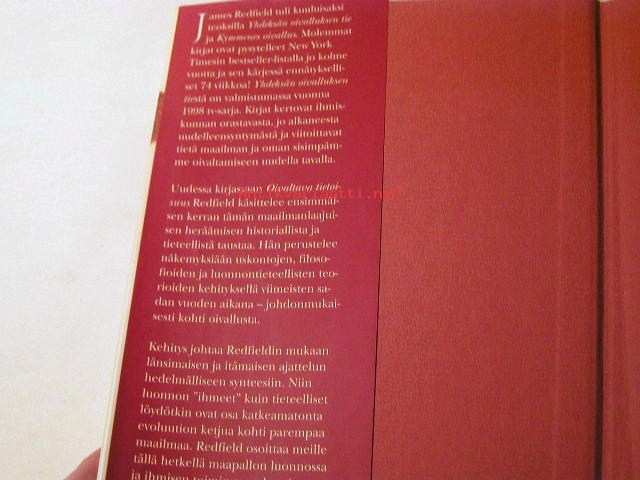 James Redfield tuli kuuluisaksi
teoksilla Yhdeksän oivalluksen tie
ja Kymmenes oivallus. Molemmat
kirjat ovat pysytelleet New York
Timesin bestseller-listalla jo kolme
vuotta ja sen kärjessä ennätykselli-
set 74 viikkoa! Yhdeksän oivalluksen
tiestä on valmistumassa vuonna
1998 tv-sarja. Kirjat kertovat ihmis-
kunnan orastavasta, jo alkaneesta
uudelleensyntymästä ja viitoittavat
tietä maailman ja oman sisimpäm-
me oivaltamiseen uudella tavalla.
Uudessa kirjassaan Oivaltava tietoi-
suus Redfield käsittelee ensimmäi-
sen kerran tämän maailmanlaajui-
sen heräämisen historiallista ja
tieteellistä taustaa. Hän perustelee
näkemyksiään uskontojen, filoso-
fioiden ja luonnontieteellisten teo-
rioiden kehityksellä viimeisten sa-
dan vuoden aikana – johdonmukai-
sesti kohti oivallusta.
Kehitys johtaa Redfieldin mukaan
länsimaisen ja itämaisen ajattelun
hedelmälliseen synteesiin. Niin
luonnon "ihmeet" kuin tieteelliset
löydötkin ovat osa katkeamatonta
evoluution ketjua kohti parempaa
maailmaa. Redfield osoittaa meille
tällä hetkellä maapallon luonnossa
ja ihmisen